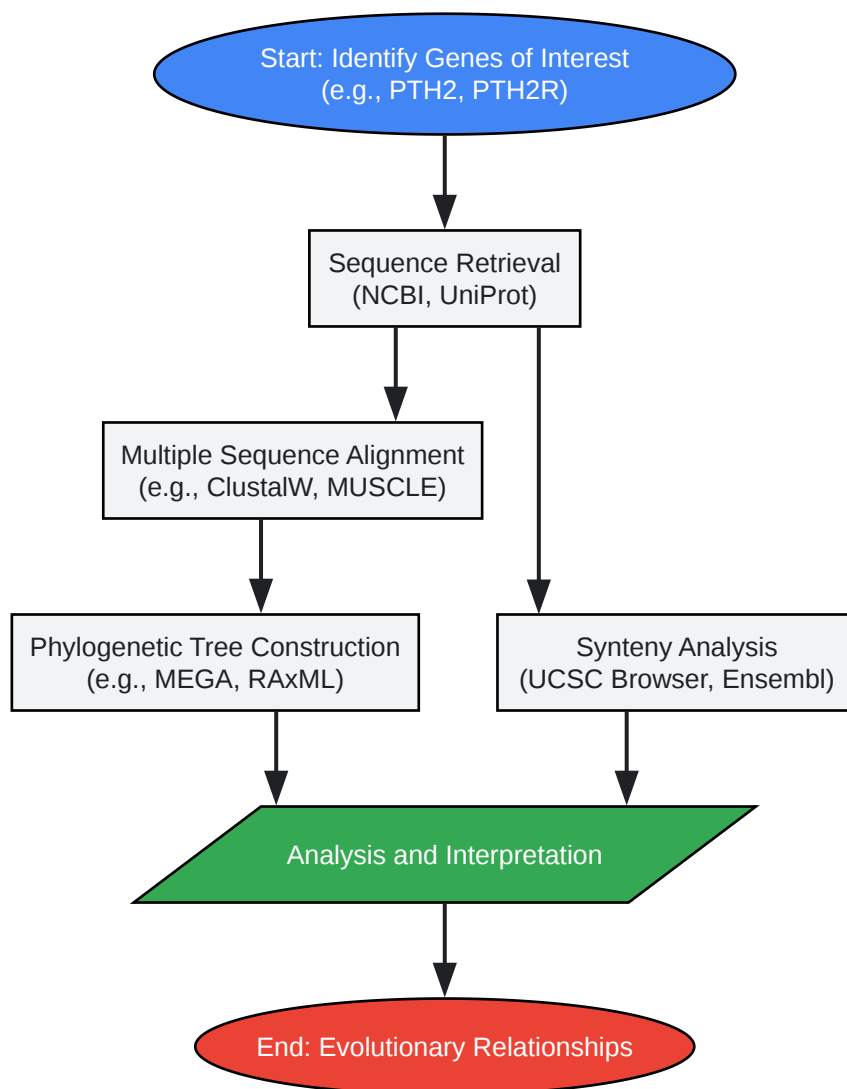 Start: Identify Genes of Interest
(e.g., PTH2, PTH2R)
Sequence Retrieval
(NCBI, UniProt)
Multiple Sequence Alignment
(e.g., ClustalW, MUSCLE)
Phylogenetic Tree Construction
(e.g., MEGA, RAxML)
Synteny Analysis
(UCSC Browser, Ensembl)
Analysis and Interpretation
End: Evolutionary Relationships